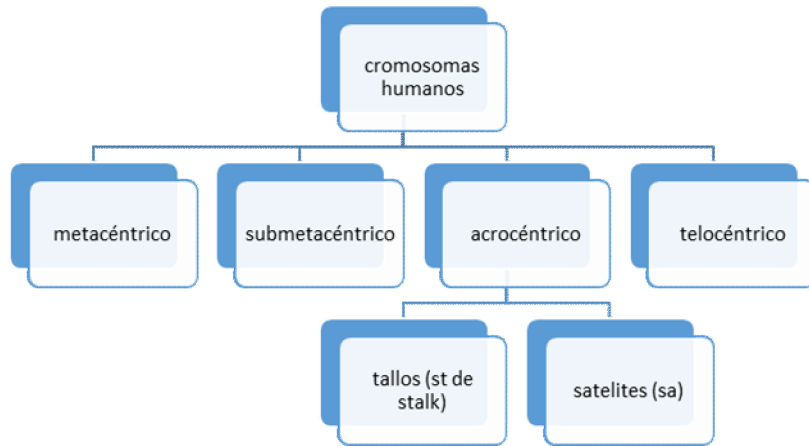 cromosomas
humanos
metacéntrico
submetacéntrico
acrocéntrico
telocéntrico
tallos (st de
stalk)
satelites (sa)